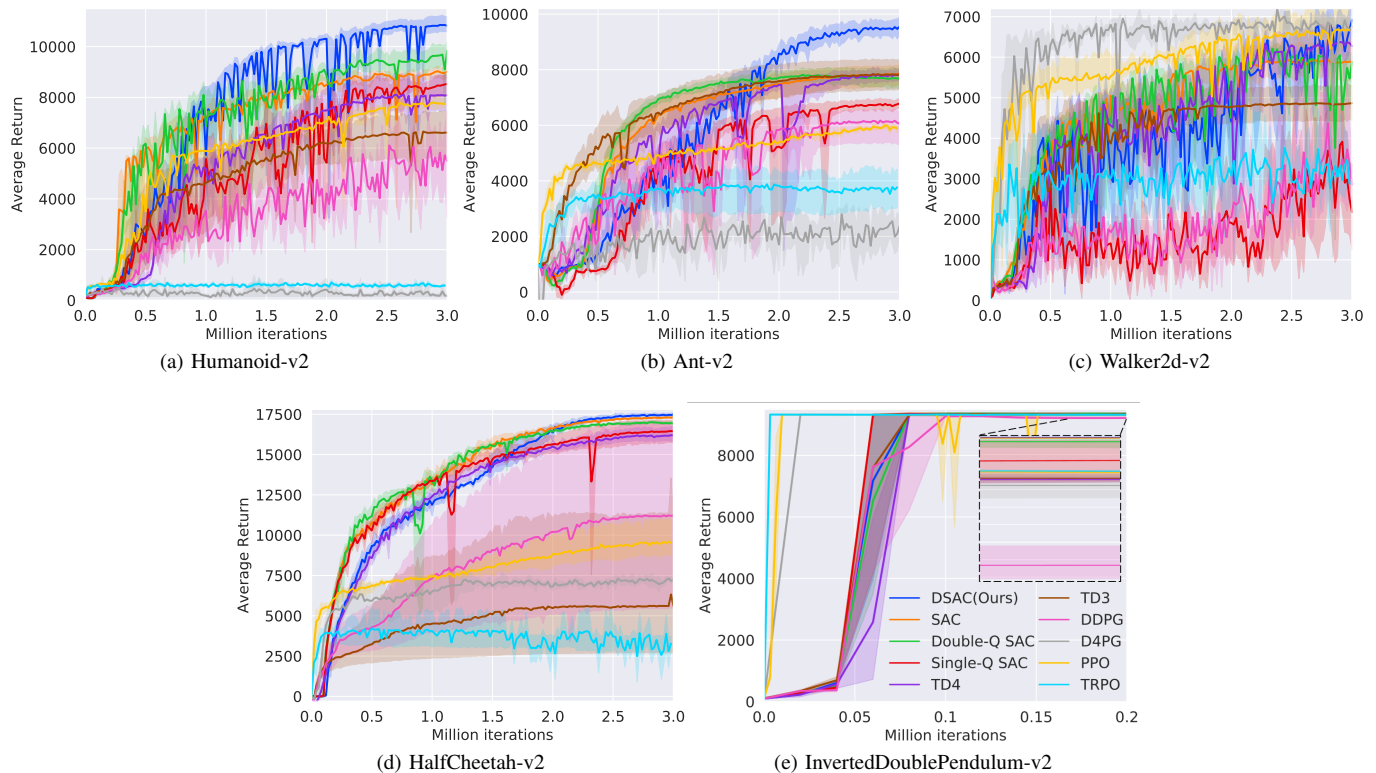 10000
8000
6000
4000
2000
0
Average Return
0.0 0.5 1.0 1.5 2.0 2.5 3.0
Million iterations
(a) Humanoid-v2
10000
8000
6000
4000
2000
0
Average Return
0.0 0.5 1.0 1.5 2.0 2.5 3.0
Million iterations
(b) Ant-v2
7000
6000
5000
4000
3000
2000
1000
0
Average Return
0.0 0.5 1.0 1.5 2.0 2.5 3.0
Million iterations
(c) Walker2d-v2
17500
15000
12500
10000
7500
5000
2500
0
Average Return
0.0 0.5 1.0 1.5 2.0 2.5 3.0
Million iterations
(d) HalfCheetah-v2
8000
6000
4000
2000
0
Average Return
DSAC(Ours) TD3
SAC DDPG
Double-Q SAC D4PG
Single-Q SAC PPO
TD4 TRPO
0.0 0.05 0.1 0.15 0.2
Million iterations
(e) InvertedDoublePendulum-v2